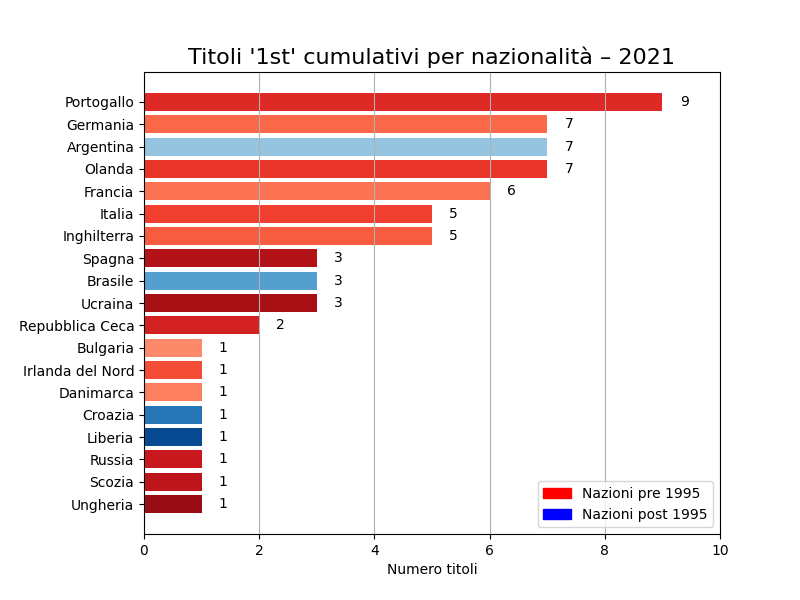 Titoli '1st' cumulativi per nazionalità – 2021
Portogallo 9
Germania 7
Argentina 7
Olanda 7
Francia 6
Italia 5
Inghilterra 5
Spagna 3
Brasile 3
Ucraina 3
Repubblica Ceca 2
Bulgaria 1
Irlanda del Nord 1
Danimarca 1
Croazia 1
Liberia 1
Russia 1
Scozia 1
Ungheria 1
Nazioni pre 1995
Nazioni post 1995
0 2 4 6 8 10
Numero titoli